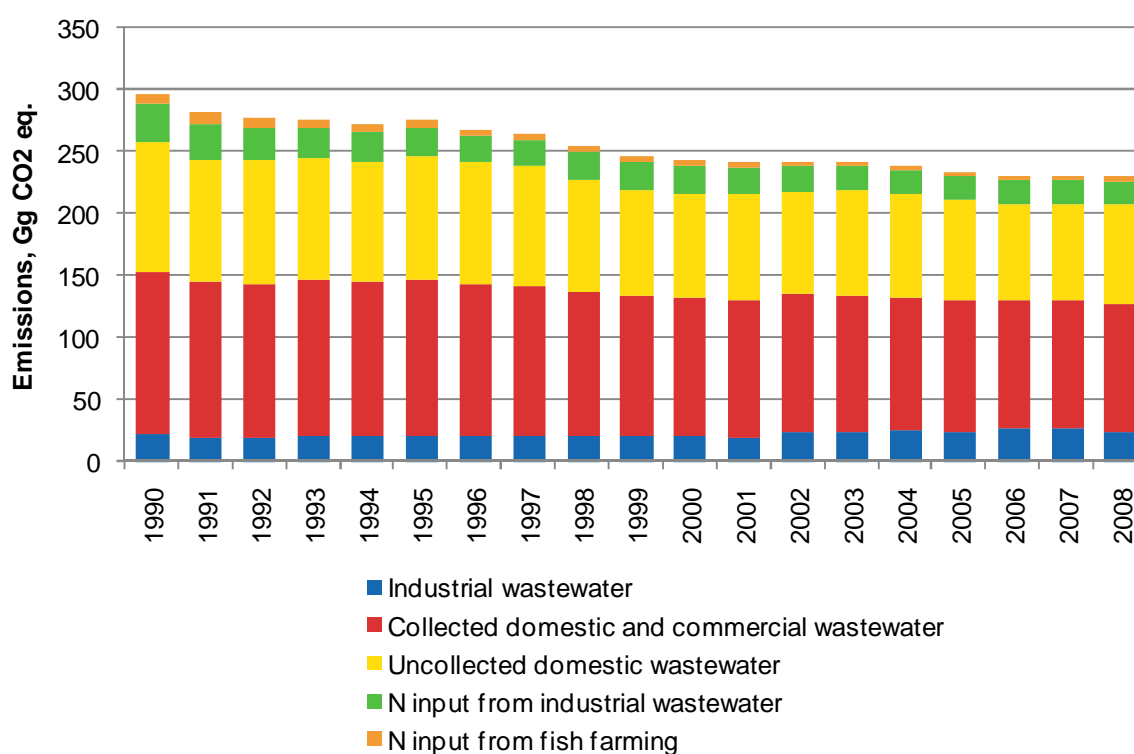 350
300
250
200
150
100
50
0
Emissions, Gg CO2 eq.
1990 1991 1992 1993 1994 1995 1996 1997 1998 1999 2000 2001 2002 2003 2004 2005 2006 2007 2008
Industrial wastewater
Collected domestic and commercial wastewater
Uncollected domestic wastewater
N input from industrial wastewater
N input from fish farming